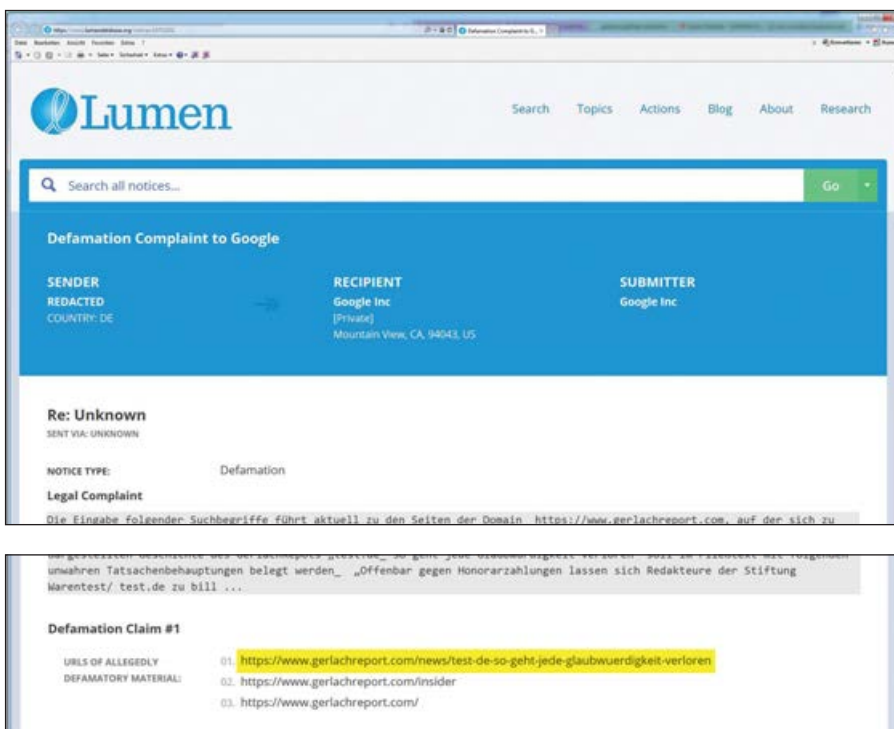 Defamation Complaint to G...
Lumen
Search Topics Actions Blog About Research
Search all notices...
Go
Defamation Complaint to Google
SENDER
REDACTED
COUNTRY: DE
RECIPIENT
Google Inc
[Private]
Mountain View, CA, 94043, US
SUBMITTER
Google Inc
Re: Unknown
SENT VIA: UNKNOWN
NOTICE TYPE: Defamation
Legal Complaint
Die Eingabe folgender Suchbegriffe führt aktuell zu den Seiten der Domain https://www.gerlachreport.com, auf der sich zu
unwahren Tatsachenbehauptungen belegt werden_ „Offenbar gegen Honorarzahlungen lassen sich Redakteure der Stiftung
Warentest/ test.de zu bill ...
Defamation Claim #1
URLS OF ALLEGEDLY
DEFAMATORY MATERIAL:
01. https://www.gerlachreport.com/news/test-de-so-geht-jede-glaubwuerdigkeit-verloren
02. https://www.gerlachreport.com/insider
03. https://www.gerlachreport.com/